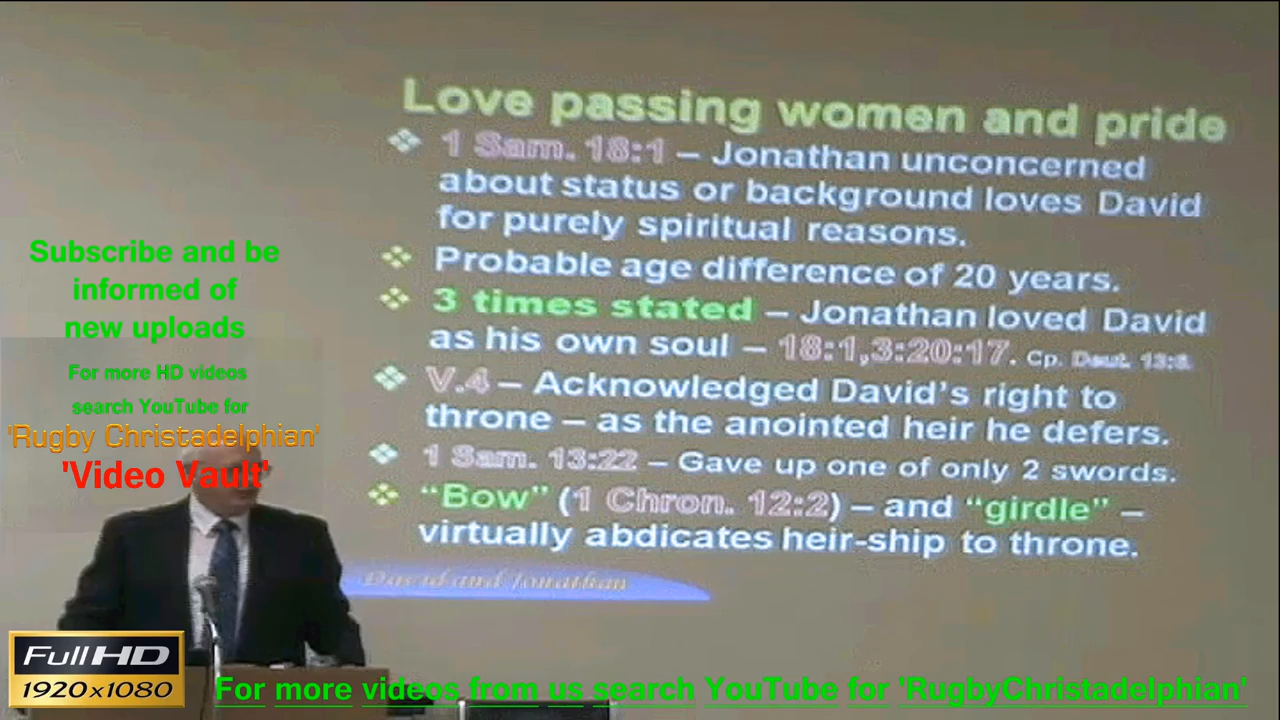 Love passing women and pride
1 Sam. 18:1 – Jonathan unconcerned
about status or background loves David
for purely spiritual reasons.
Probable age difference of 20 years.
3 times stated – Jonathan loved David
as his own soul – 18:1,3:20:17. Cp. Deut. 13:6.
V.4 – Acknowledged David's right to
throne – as the anointed heir he defers.
1 Sam. 13:22 – Gave up one of only 2 swords.
“Bow” (1 Chron. 12:2) – and “girdle” –
virtually abdicates heir-ship to throne.
David and Jonathan
Subscribe and be
informed of
new uploads
For more HD videos
search YouTube for
'Rugby Christadelphian'
'Video Vault'
Full HD
1920x1080
For more videos from us search YouTube for 'RugbyChristadelphian'